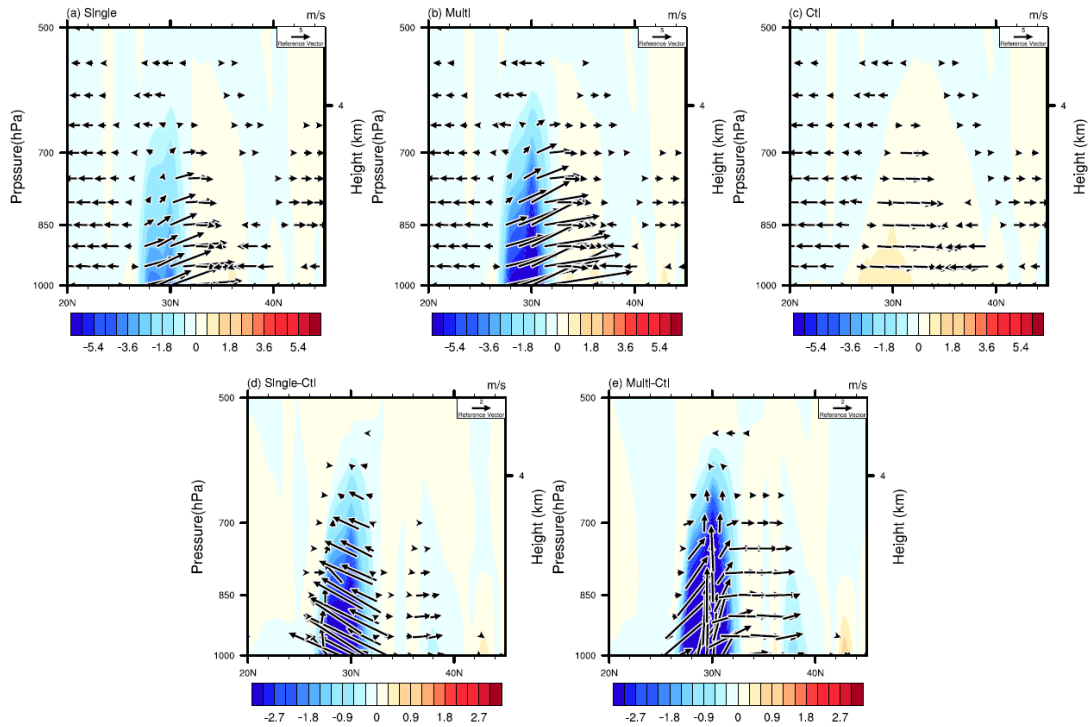 (a) Single m/s
(b) Multi m/s
(c) Ctl m/s
500
5
Reference Vector
500
5
Reference Vector
500
5
Reference Vector
Prpssure(hPa)
4
Height (km)
Prpssure(hPa)
4
Height (km)
Prpssure(hPa)
4
Height (km)
700
850
1000
700
850
1000
700
850
1000
20N 30N 40N
20N 30N 40N
20N 30N 40N
-5.4 -3.6 -1.8 0 1.8 3.6 5.4
-5.4 -3.6 -1.8 0 1.8 3.6 5.4
-5.4 -3.6 -1.8 0 1.8 3.6 5.4
(d) Single-Ctl m/s
(e) Multi-Ctl m/s
500
2
Reference Vector
500
2
Reference Vector
Pressure(hPa)
4
Height (km)
Pressure(hPa)
4
Height (km)
700
850
1000
700
850
1000
20N 30N 40N
20N 30N 40N
-2.7 -1.8 -0.9 0 0.9 1.8 2.7
-2.7 -1.8 -0.9 0 0.9 1.8 2.7